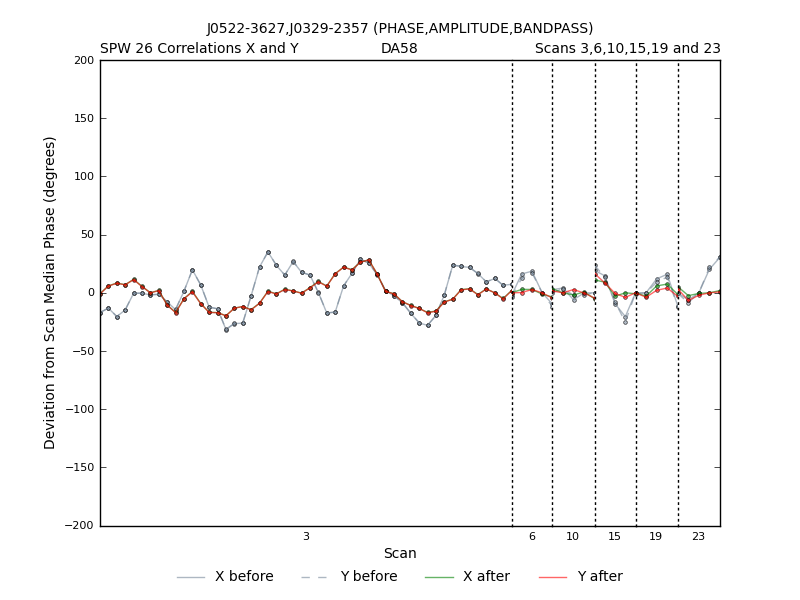 J0522-3627,J0329-2357 (PHASE,AMPLITUDE,BANDPASS)
SPW 26 Correlations X and Y DA58 Scans 3,6,10,15,19 and 23
200
150
100
50
0
−50
−100
−150
−200
Deviation from Scan Median Phase (degrees)
3 6 10 15 19 23
Scan
X before Y before X after Y after